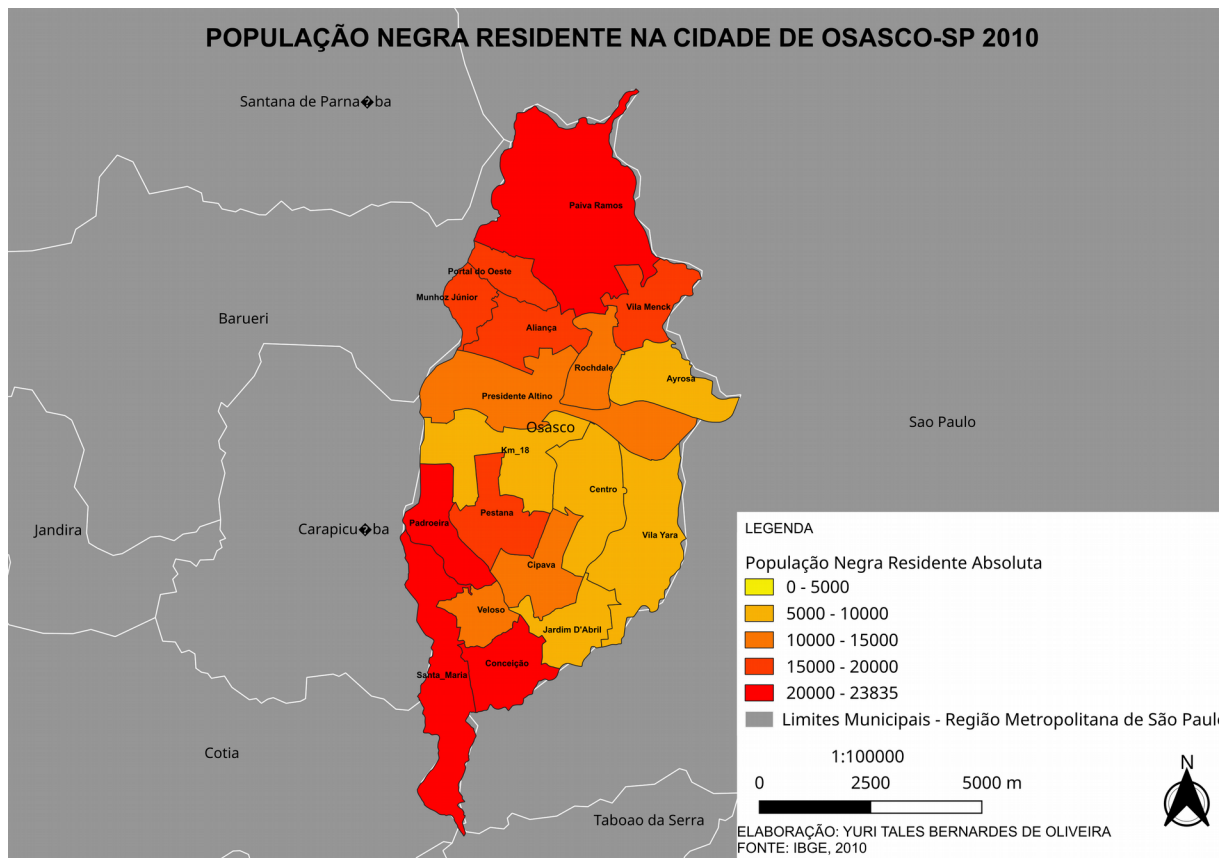 POPULAÇÃO NEGRA RESIDENTE NA CIDADE DE OSASCO-SP 2010
Santana de Parna�ba
Paiva Ramos
Portal do Oeste
Munhoz Júnior
Vila Menck
Barueri
Aliança
Rochdale
Ayrosa
Presidente Altino
Sao Paulo
Osasco
Km_18
Centro
Pestana
Padroeira
Jandira
Carapicu�ba
Vila Yara
Cipava
Veloso
Jardim D'Abril
Conceição
Santa_Maria
Cotia
Taboao da Serra
LEGENDA
População Negra Residente Absoluta
0 - 5000
5000 - 10000
10000 - 15000
15000 - 20000
20000 - 23835
Limites Municipais - Região Metropolitana de São Paul
1:100000
0 2500 5000 m
N
ELABORAÇÃO: YURI TALES BERNARDES DE OLIVEIRA
FONTE: IBGE, 2010